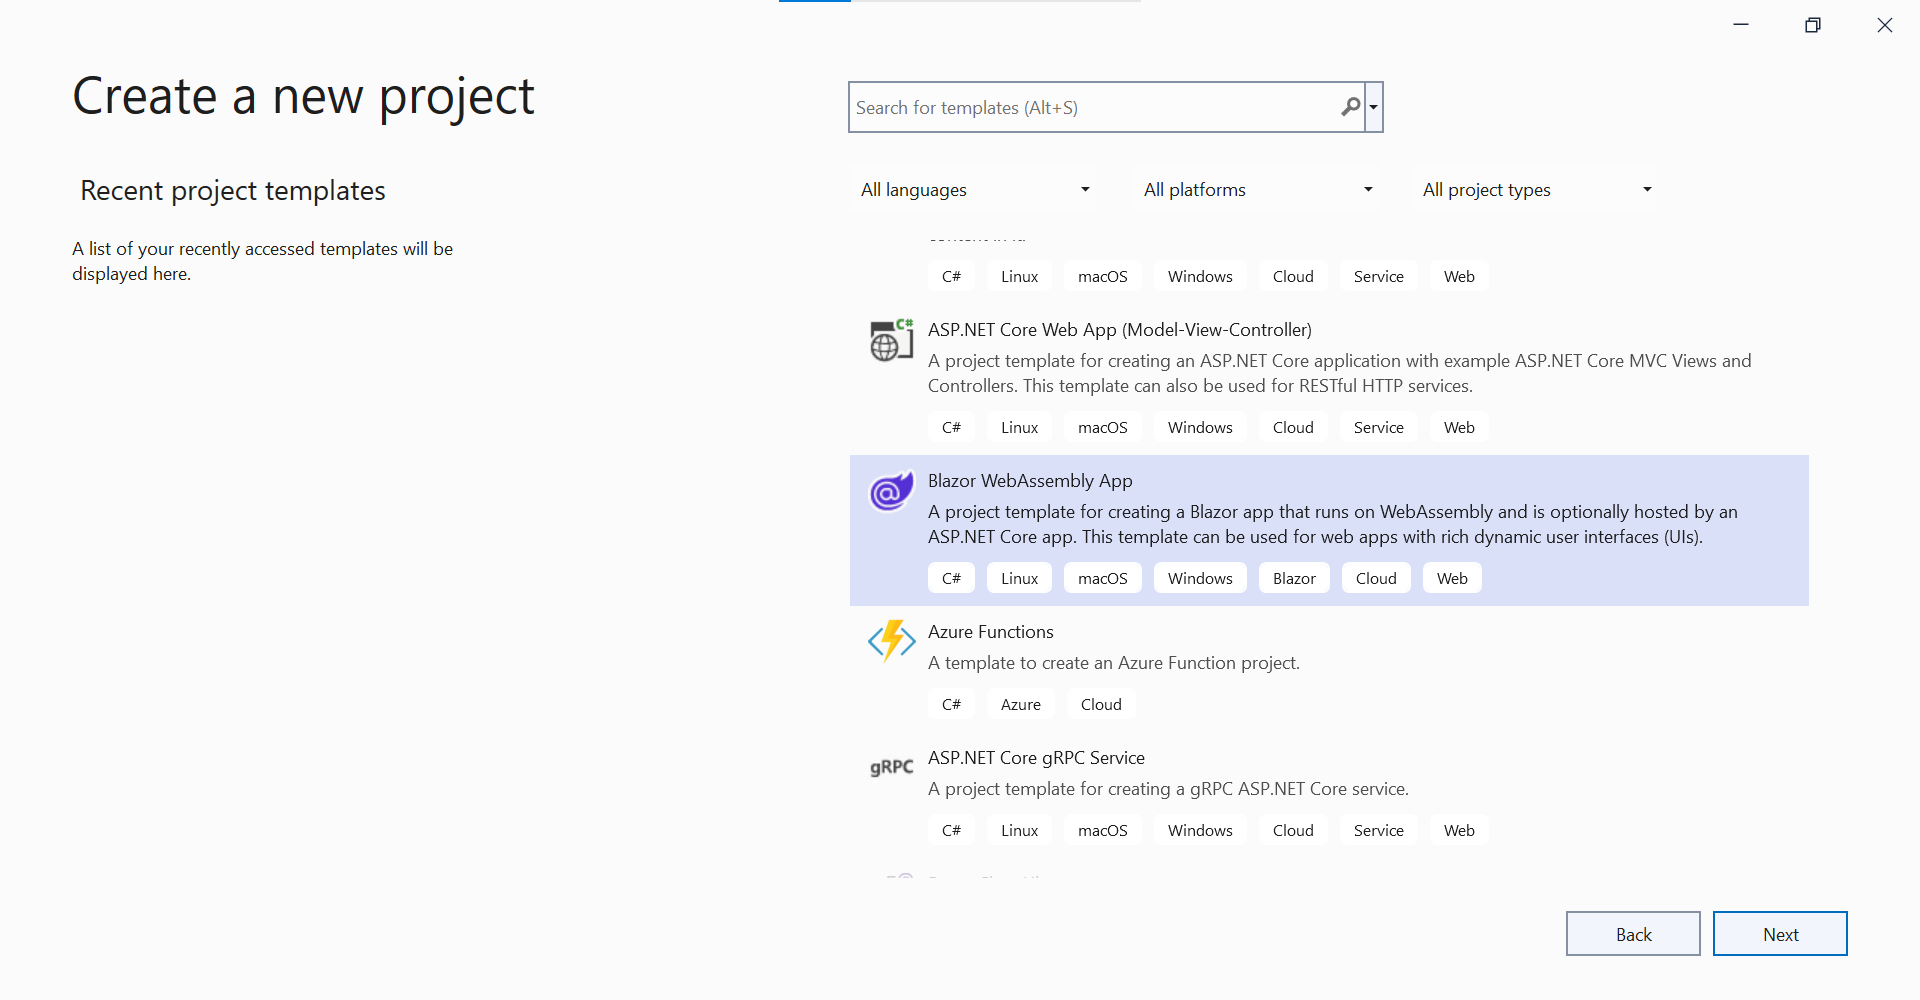 Create a new project
Search for templates (Alt+S)
Recent project templates
All languages
All platforms
All project types
A list of your recently accessed templates will be
displayed here.
C# Linux macOS Windows Cloud Service Web
C#
ASP.NET Core Web App (Model-View-Controller)
A project template for creating an ASP.NET Core application with example ASP.NET Core MVC Views and
Controllers. This template can also be used for RESTful HTTP services.
C# Linux macOS Windows Cloud Service Web
Blazor WebAssembly App
A project template for creating a Blazor app that runs on WebAssembly and is optionally hosted by an
ASP.NET Core app. This template can be used for web apps with rich dynamic user interfaces (UIs).
C# Linux macOS Windows Blazor Cloud Web
Azure Functions
A template to create an Azure Function project.
C# Azure Cloud
gRPC
ASP.NET Core gRPC Service
A project template for creating a gRPC ASP.NET Core service.
C# Linux macOS Windows Cloud Service Web
Back
Next